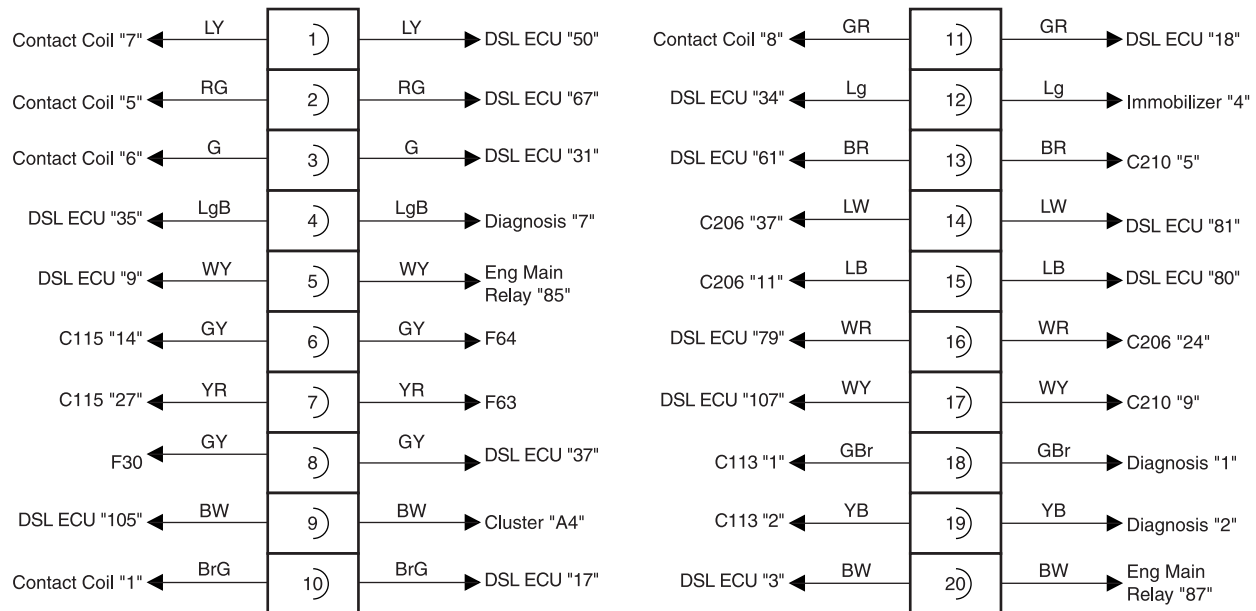 Contact Coil "7" LY 1 LY DSL ECU "50"
Contact Coil "5" RG 2 RG DSL ECU "67"
Contact Coil "6" G 3 G DSL ECU "31"
DSL ECU "35" LgB 4 LgB Diagnosis "7"
DSL ECU "9" WY 5 WY Eng Main
Relay "85"
C115 "14" GY 6 GY F64
C115 "27" YR 7 YR F63
F30 GY 8 GY DSL ECU "37"
DSL ECU "105" BW 9 BW Cluster "A4"
Contact Coil "1" BrG 10 BrG DSL ECU "17"
Contact Coil "8" GR 11 GR DSL ECU "18"
DSL ECU "34" Lg 12 Lg Immobilizer "4"
DSL ECU "61" BR 13 BR C210 "5"
C206 "37" LW 14 LW DSL ECU "81"
C206 "11" LB 15 LB DSL ECU "80"
DSL ECU "79" WR 16 WR C206 "24"
DSL ECU "107" WY 17 WY C210 "9"
C113 "1" GBr 18 GBr Diagnosis "1"
C113 "2" YB 19 YB Diagnosis "2"
DSL ECU "3" BW 20 BW Eng Main
Relay "87"